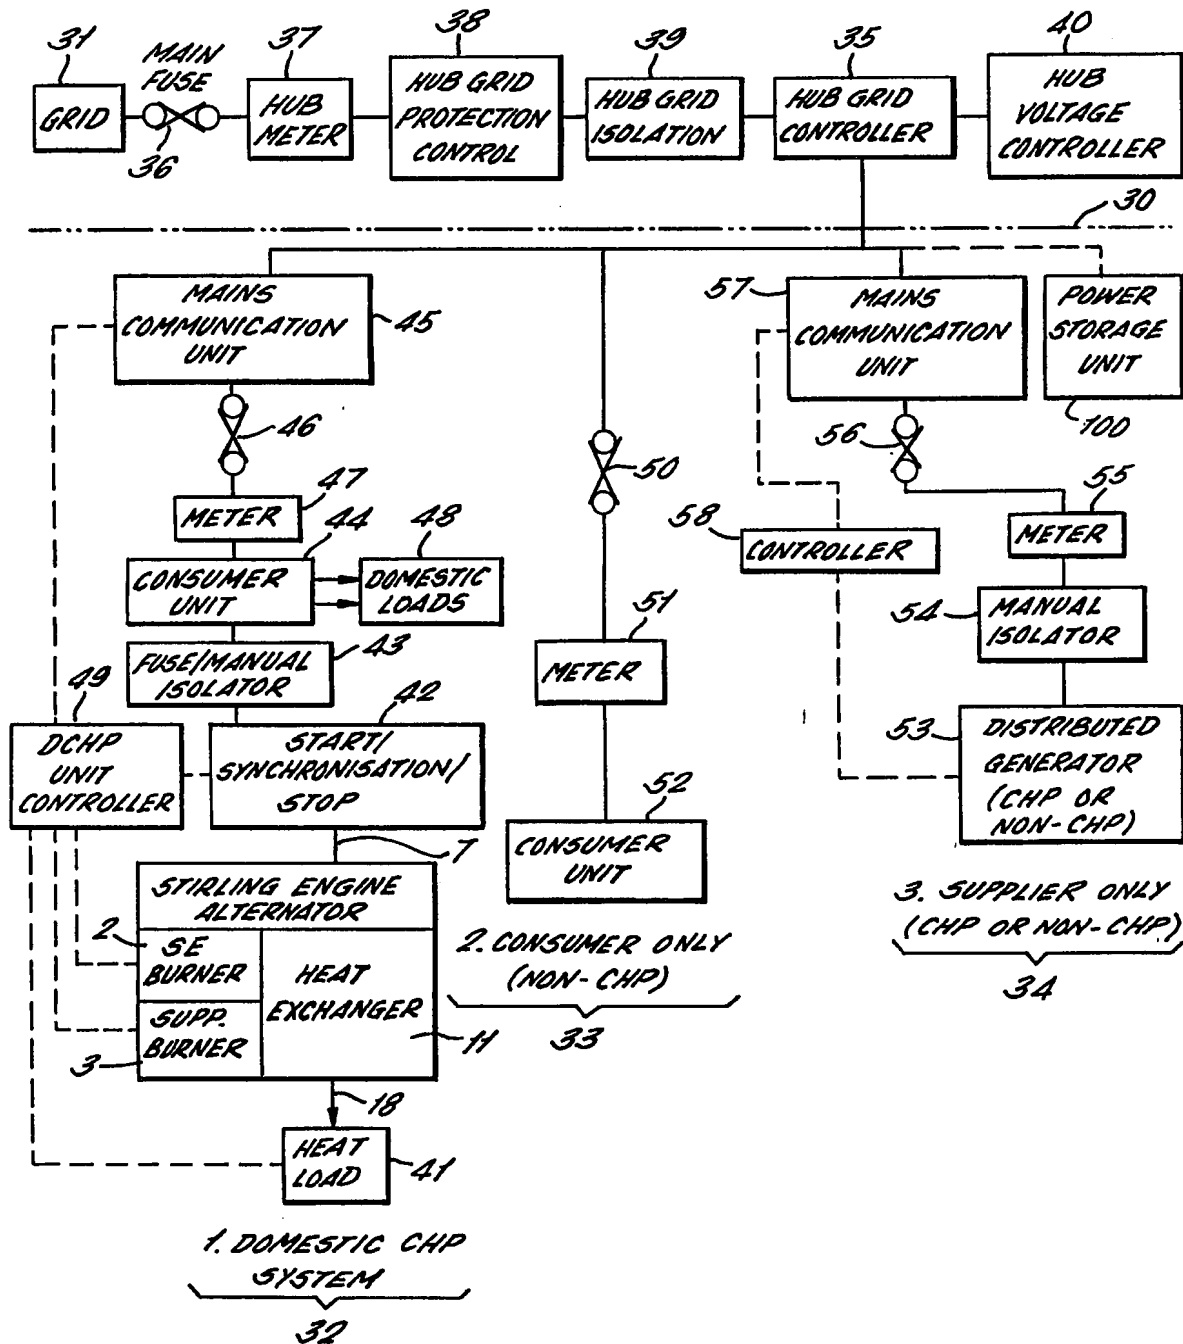 31
MAIN
FUSE
37
38
39
35
40
GRID
36
HUB
METER
HUB GRID
PROTECTION
CONTROL
HUB GRID
ISOLATION
HUB GRID
CONTROLLER
HUB
VOLTAGE
CONTROLLER
30
MAINS
COMMUNICATION
UNIT
45
57
MAINS
COMMUNICATION
UNIT
POWER
STORAGE
UNIT
100
46
50
56
47
METER
44
48
CONSUMER
UNIT
DOMESTIC
LOADS
58
CONTROLLER
55
METER
43
FUSE/MANUAL
ISOLATOR
51
METER
54
MANUAL
ISOLATOR
49
DCHP
UNIT
CONTROLLER
42
START/
SYNCHRONISATION/
STOP
53
DISTRIBUTED
GENERATOR
(CHP OR
NON-CHP)
7
52
CONSUMER
UNIT
STIRLING ENGINE
ALTERNATOR
2
SE
BURNER
HEAT
EXCHANGER
SUPP.
BURNER
3
11
2. CONSUMER ONLY
(NON-CHP)
33
3. SUPPLIER ONLY
(CHP OR NON-CHP)
34
18
HEAT
LOAD
41
1. DOMESTIC CHP
SYSTEM
32